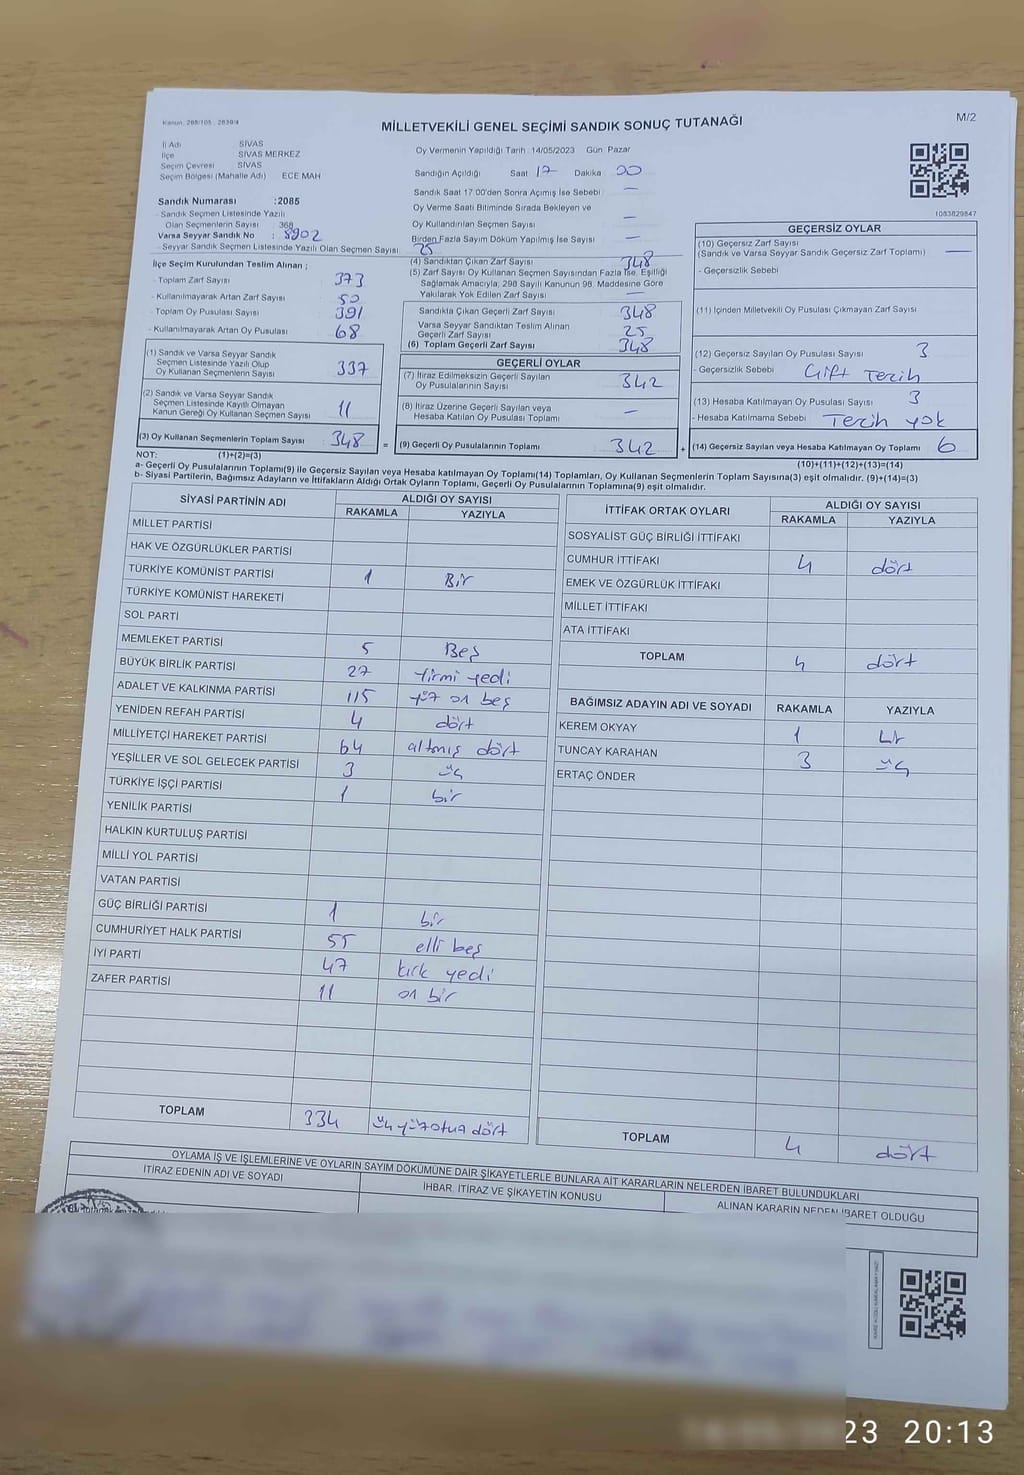 Kanun: 298/105 - 2839/4
MİLLETVEKİLİ GENEL SEÇİMİ SANDIK SONUÇ TUTANAĞI
M/2
İl Adı SİVAS
İlçe SİVAS MERKEZ
Seçim Çevresi SİVAS
Seçim Bölgesi (Mahalle Adı) ECE MAH
Sandık Numarası :2085
- Sandık Seçmen Listesinde Yazılı
Olan Seçmenlerin Sayısı 368
Varsa Seyyar Sandık No : 8902
- Seyyar Sandık Seçmen Listesinde Yazılı Olan Seçmen Sayısı 25
Oy Vermenin Yapıldığı Tarih :14/05/2023 Gün: Pazar
Sandığın Açıldığı Saat 17 Dakika 00
Sandık Saat 17:00'den Sonra Açımış İse Sebebi —
Oy Verme Saati Bitiminde Sırada Bekleyen ve
Oy Kullandırılan Seçmen Sayısı —
Birden Fazla Sayım Döküm Yapılmış İse Sayısı —
1083829847
İlçe Seçim Kurulundan Teslim Alınan ;
- Toplam Zarf Sayısı 373
- Kullanılmayarak Artan Zarf Sayısı 50
- Toplam Oy Pusulası Sayısı 391
- Kullanılmayarak Artan Oy Pusulası 68
(1) Sandık ve Varsa Seyyar Sandık
Seçmen Listesinde Yazılı Olup
Oy Kullanan Seçmenlerin Sayısı 337
(2) Sandık ve Varsa Seyyar Sandık
Seçmen Listesinde Kayıtlı Olmayan
Kanun Gereği Oy Kullanan Seçmen Sayısı 11
(3) Oy Kullanan Seçmenlerin Toplam Sayısı 348 =
(4) Sandıktan Çıkan Zarf Sayısı 348
(5) Zarf Sayısı Oy Kullanan Seçmen Sayısından Fazla İse, Eşitliği
Sağlamak Amacıyla, 298 Sayılı Kanunun 98. Maddesine Göre
Yakılarak Yok Edilen Zarf Sayısı —
Sandıkta Çıkan Geçerli Zarf Sayısı 348
Varsa Seyyar Sandıktan Teslim Alınan
Geçerli Zarf Sayısı 25
(6) Toplam Geçerli Zarf Sayısı 348
GEÇERLİ OYLAR
(7) İtiraz Edilmeksizin Geçerli Sayılan
Oy Pusulalarının Sayısı 342
(8) İtiraz Üzerine Geçerli Sayılan veya
Hesaba Katılan Oy Pusulası Toplamı —
(9) Geçerli Oy Pusulalarının Toplamı 342 +
GEÇERSİZ OYLAR
(10) Geçersiz Zarf Sayısı
(Sandık ve Varsa Seyyar Sandık Geçersiz Zarf Toplamı) —
- Geçersizlik Sebebi
(11) İçinden Milletvekili Oy Pusulası Çıkmayan Zarf Sayısı
(12) Geçersiz Sayılan Oy Pusulası Sayısı 3
- Geçersizlik Sebebi Çift Tercih
(13) Hesaba Katılmayan Oy Pusulası Sayısı 3
- Hesaba Katılmama Sebebi Tercih yok
(14) Geçersiz Sayılan veya Hesaba Katılmayan Oy Toplamı 6
NOT: (1)+(2)=(3)
(10)+(11)+(12)+(13)=(14)
a- Geçerli Oy Pusulalarının Toplamı(9) ile Geçersiz Sayılan veya Hesaba katılmayan Oy Toplamı(14) Toplamları, Oy Kullanan Seçmenlerin Toplam Sayısına(3) eşit olmalıdır. (9)+(14)=(3)
b- Siyasi Partilerin, Bağımsız Adayların ve İttifakların Aldığı Ortak Oyların Toplamı, Geçerli Oy Pusulalarının Toplamına(9) eşit olmalıdır.
SİYASİ PARTİNİN ADI ALDIĞI OY SAYISI
RAKAMLA YAZIYLA
MİLLET PARTİSİ
HAK VE ÖZGÜRLÜKLER PARTİSİ
TÜRKİYE KOMÜNİST PARTİSİ 1 Bir
TÜRKİYE KOMÜNİST HAREKETİ
SOL PARTİ
MEMLEKET PARTİSİ 5 Beş
BÜYÜK BİRLİK PARTİSİ 27 Yirmi yedi
ADALET VE KALKINMA PARTİSİ 115 yüz on beş
YENİDEN REFAH PARTİSİ 4 dört
MİLLİYETÇİ HAREKET PARTİSİ 64 altmış dört
YEŞİLLER VE SOL GELECEK PARTİSİ 3 üç
TÜRKİYE İŞÇİ PARTİSİ 1 bir
YENİLİK PARTİSİ
HALKIN KURTULUŞ PARTİSİ
MİLLİ YOL PARTİSİ
VATAN PARTİSİ
GÜÇ BİRLİĞİ PARTİSİ 1 bir
CUMHURİYET HALK PARTİSİ 55 elli beş
İYİ PARTİ 47 kırk yedi
ZAFER PARTİSİ 11 on bir
TOPLAM 334 üç yüz otuz dört
İTTİFAK ORTAK OYLARI ALDIĞI OY SAYISI
RAKAMLA YAZIYLA
SOSYALİST GÜÇ BİRLİĞİ İTTİFAKI
CUMHUR İTTİFAKI 4 dört
EMEK VE ÖZGÜRLÜK İTTİFAKI
MİLLET İTTİFAKI
ATA İTTİFAKI
TOPLAM 4 dört
BAĞIMSIZ ADAYIN ADI VE SOYADI RAKAMLA YAZIYLA
KEREM OKYAY 1 bir
TUNCAY KARAHAN 3 üç
ERTAÇ ÖNDER
TOPLAM 4 dört
OYLAMA İŞ VE İŞLEMLERİNE VE OYLARIN SAYIM DÖKÜMÜNE DAİR ŞİKAYETLERLE BUNLARA AİT KARARLARIN NELERDEN İBARET BULUNDUKLARI
İTİRAZ EDENİN ADI VE SOYADI
İHBAR, İTİRAZ VE ŞİKAYETİN KONUSU
ALINAN KARARIN NEDEN İBARET OLDUĞU
23 20:13